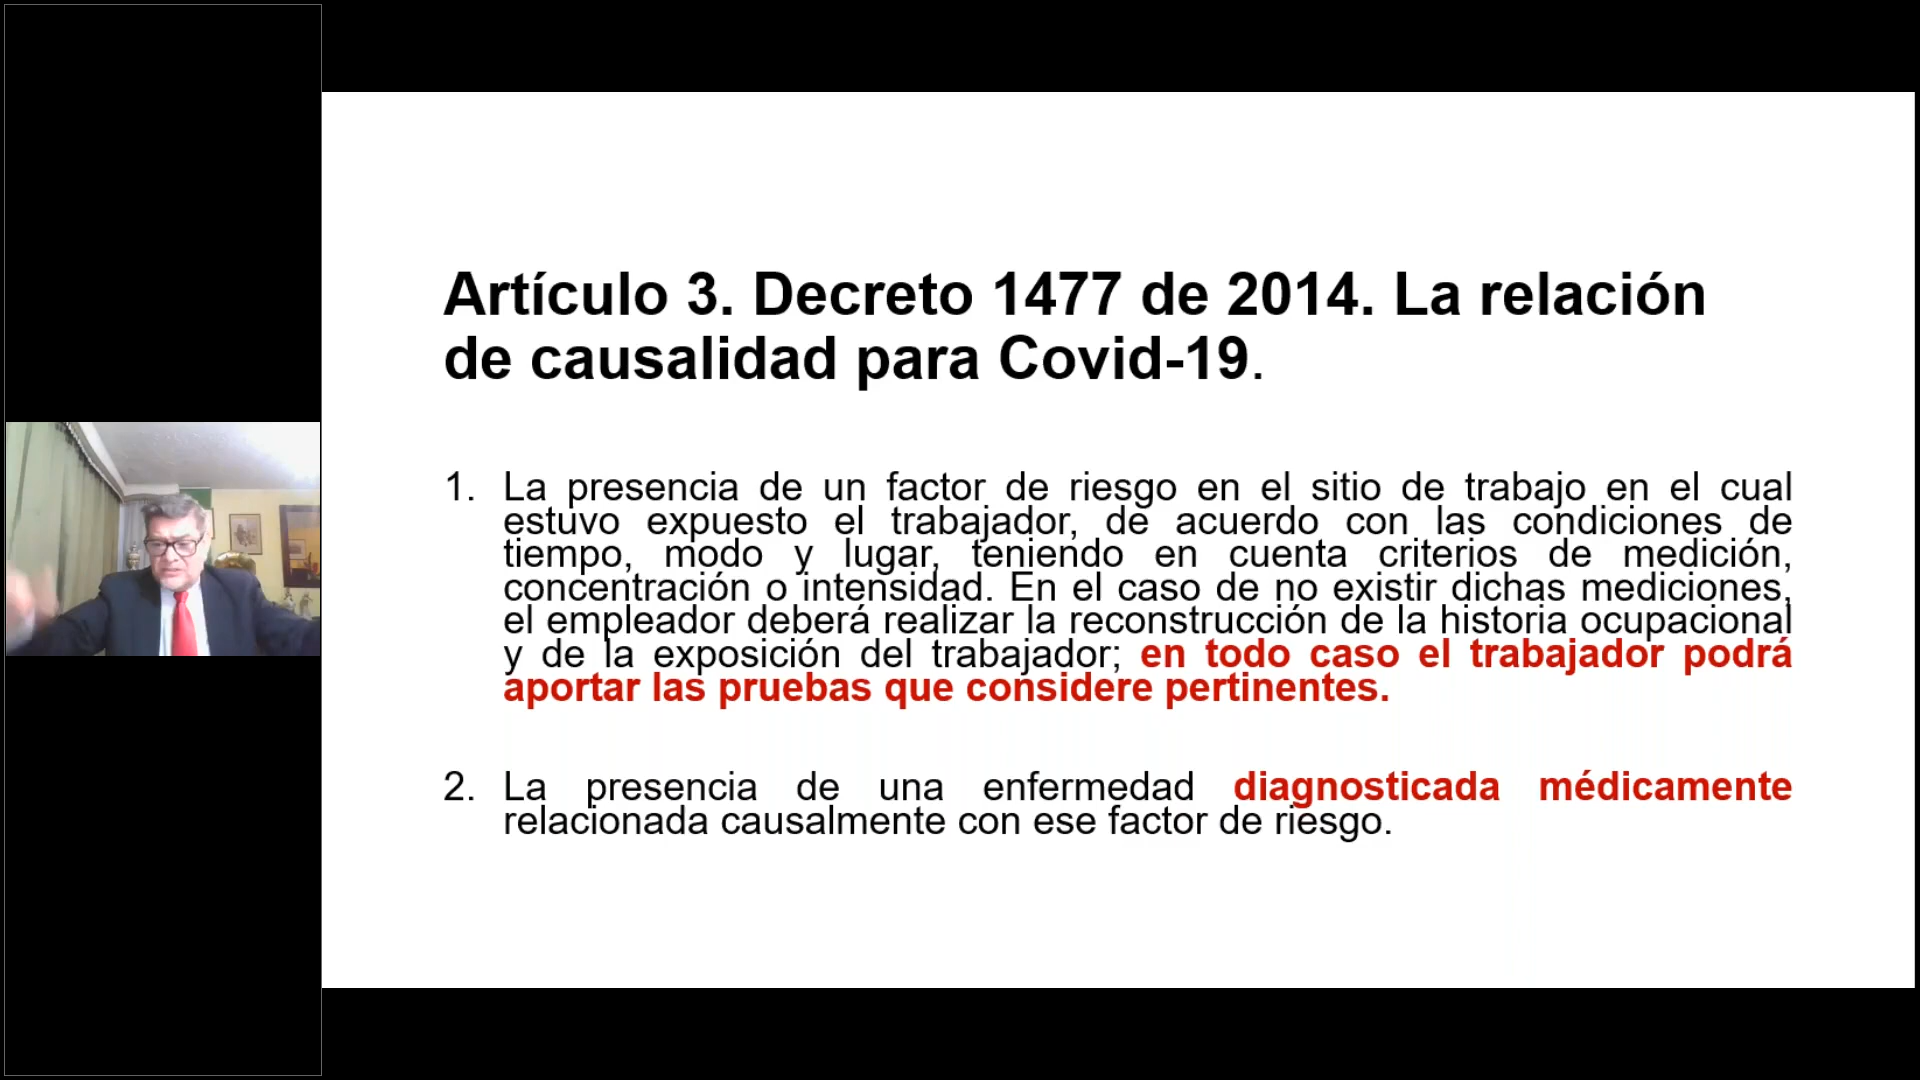 Artículo 3. Decreto 1477 de 2014. La relación
de causalidad para Covid-19.
1. La presencia de un factor de riesgo en el sitio de trabajo en el cual
estuvo expuesto el trabajador, de acuerdo con las condiciones de
tiempo, modo y lugar, teniendo en cuenta criterios de medición,
concentración o intensidad. En el caso de no existir dichas mediciones,
el empleador deberá realizar la reconstrucción de la historia ocupacional
y de la exposición del trabajador; en todo caso el trabajador podrá
aportar las pruebas que considere pertinentes.
2. La presencia de una enfermedad diagnosticada médicamente
relacionada causalmente con ese factor de riesgo.